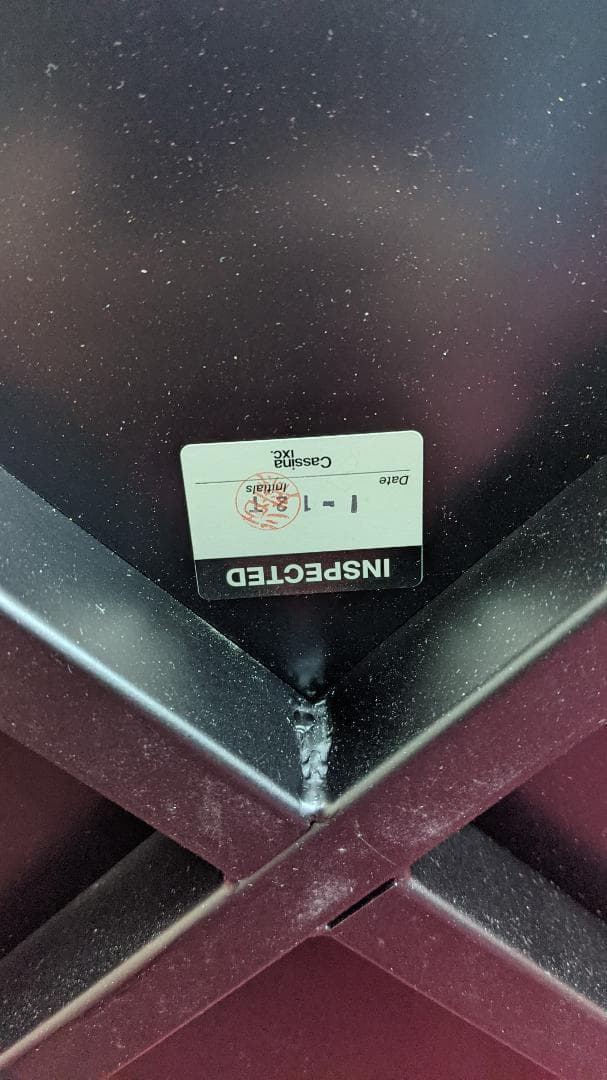 INSPECTED
Date Initials
Cassina
IXC.